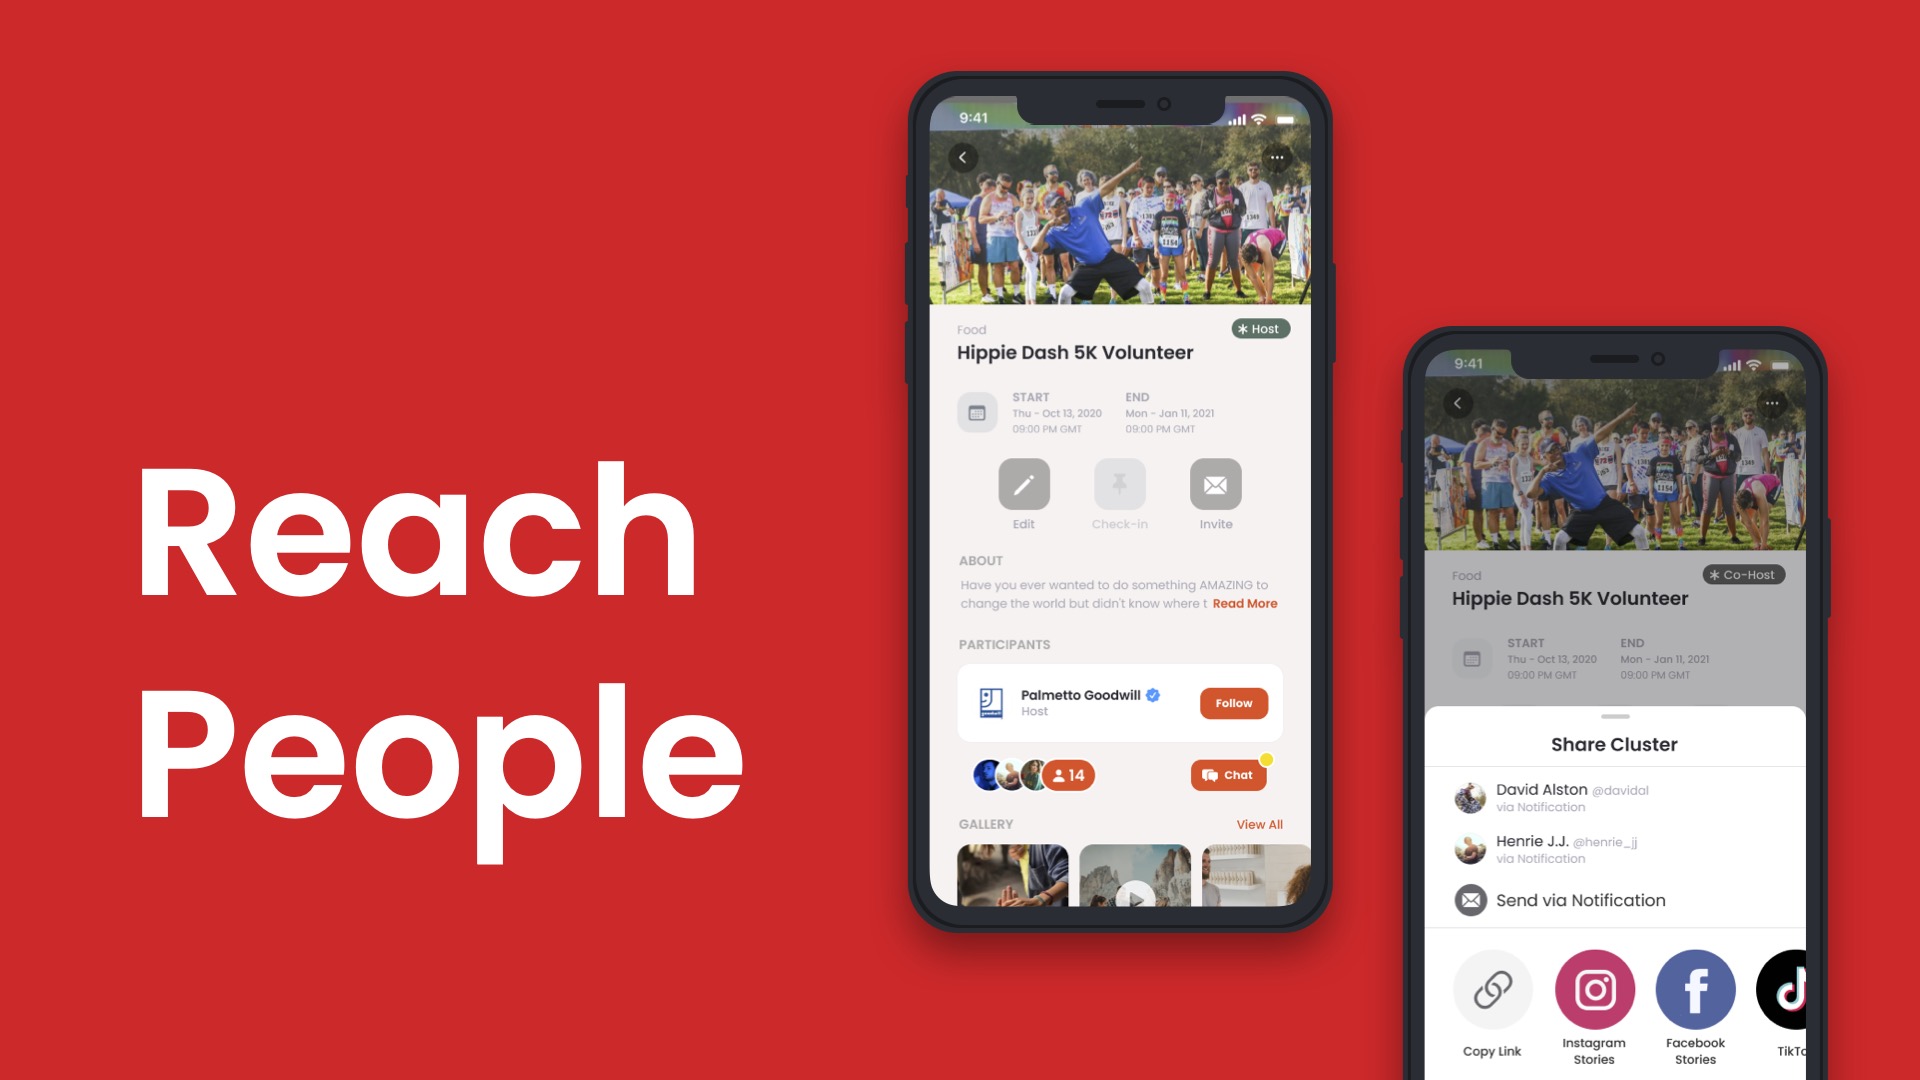 Reach
People
9:41
Food
Host
Hippie Dash 5K Volunteer
START
END
Thu - Oct 13, 2020
Mon - Jan 11, 2021
09:00 PM GMT
09:00 PM GMT
Edit
Check-in
Invite
ABOUT
Have you ever wanted to do something AMAZING to
change the world but didn't know where t Read More
PARTICIPANTS
Palmetto Goodwill
Host
Follow
14
Chat
GALLERY
View All
9:41
Food
Co-Host
Hippie Dash 5K Volunteer
START
END
Thu - Oct 13, 2020
Mon - Jan 11, 2021
09:00 PM GMT
09:00 PM GMT
Share Cluster
David Alston @davidal
via Notification
Henrie J.J. @henrie_jj
via Notification
Send via Notification
Copy Link
Instagram
Stories
Facebook
Stories
TikTo